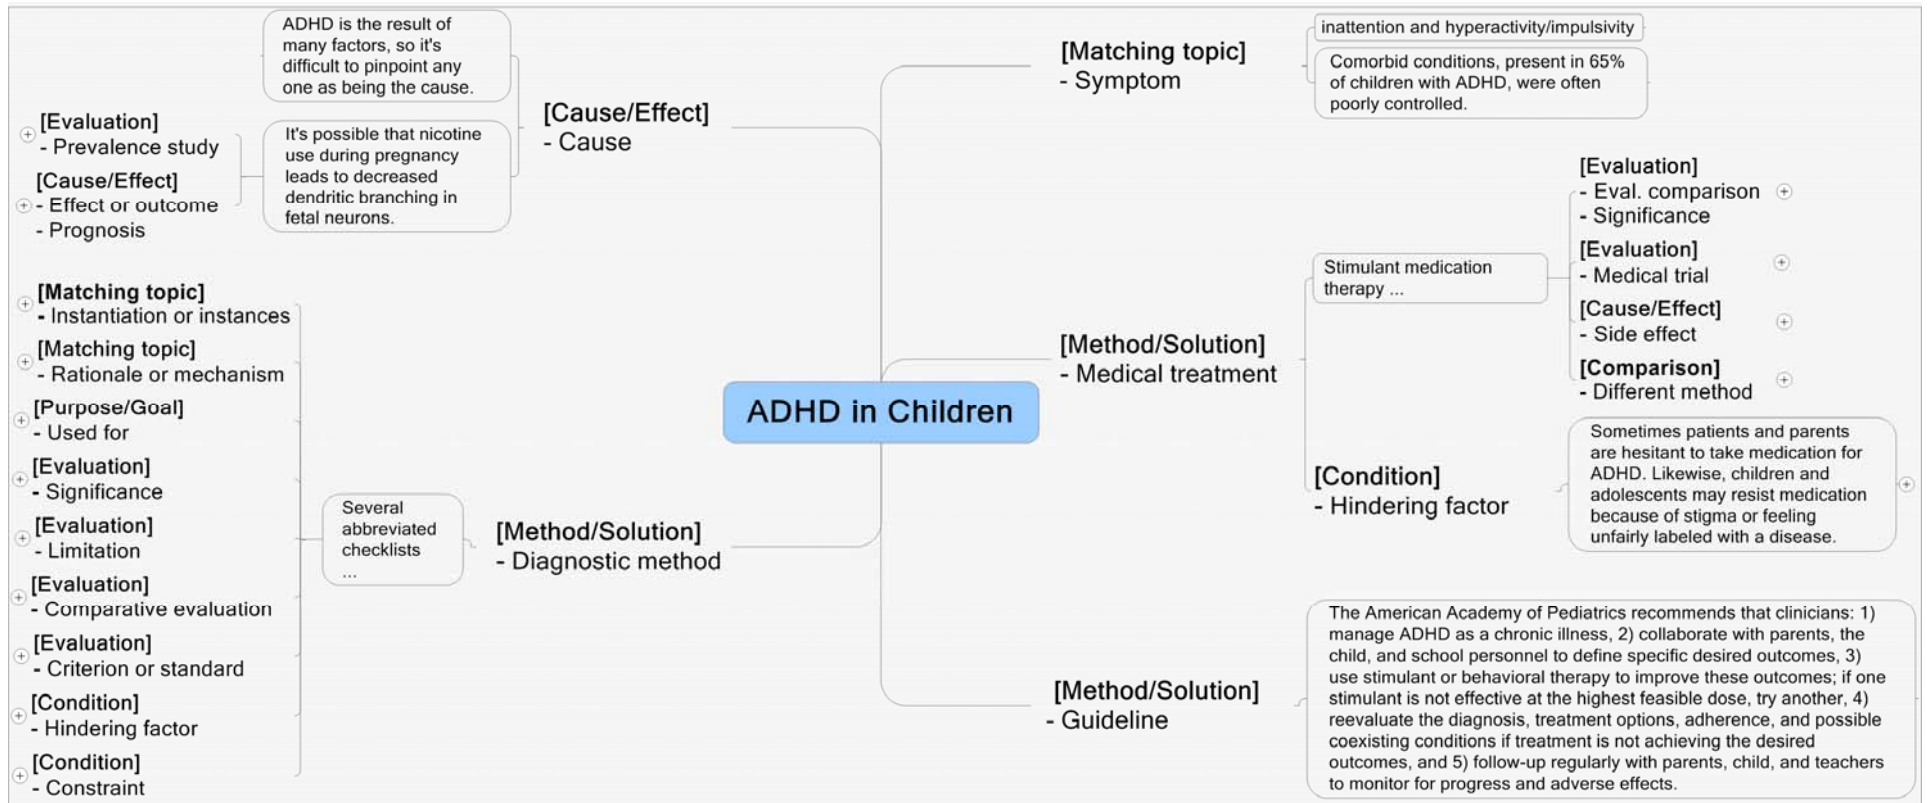 ADHD is the result of
many factors, so it's
difficult to pinpoint any
one as being the cause.
[Cause/Effect]
- Cause
[Evaluation]
- Prevalence study
[Cause/Effect]
- Effect or outcome
- Prognosis
It's possible that nicotine
use during pregnancy
leads to decreased
dendritic branching in
fetal neurons.
[Matching topic]
- Instantiation or instances
[Matching topic]
- Rationale or mechanism
[Purpose/Goal]
- Used for
[Evaluation]
- Significance
[Evaluation]
- Limitation
[Evaluation]
- Comparative evaluation
[Evaluation]
- Criterion or standard
[Condition]
- Hindering factor
[Condition]
- Constraint
Several
abbreviated
checklists
...
[Method/Solution]
- Diagnostic method
ADHD in Children
[Matching topic]
- Symptom
inattention and hyperactivity/impulsivity
Comorbid conditions, present in 65%
of children with ADHD, were often
poorly controlled.
[Method/Solution]
- Medical treatment
Stimulant medication
therapy ...
[Evaluation]
- Eval. comparison
- Significance
[Evaluation]
- Medical trial
[Cause/Effect]
- Side effect
[Comparison]
- Different method
[Condition]
- Hindering factor
Sometimes patients and parents
are hesitant to take medication for
ADHD. Likewise, children and
adolescents may resist medication
because of stigma or feeling
unfairly labeled with a disease.
[Method/Solution]
- Guideline
The American Academy of Pediatrics recommends that clinicians: 1)
manage ADHD as a chronic illness, 2) collaborate with parents, the
child, and school personnel to define specific desired outcomes, 3)
use stimulant or behavioral therapy to improve these outcomes; if one
stimulant is not effective at the highest feasible dose, try another, 4)
reevaluate the diagnosis, treatment options, adherence, and possible
coexisting conditions if treatment is not achieving the desired
outcomes, and 5) follow-up regularly with parents, child, and teachers
to monitor for progress and adverse effects.